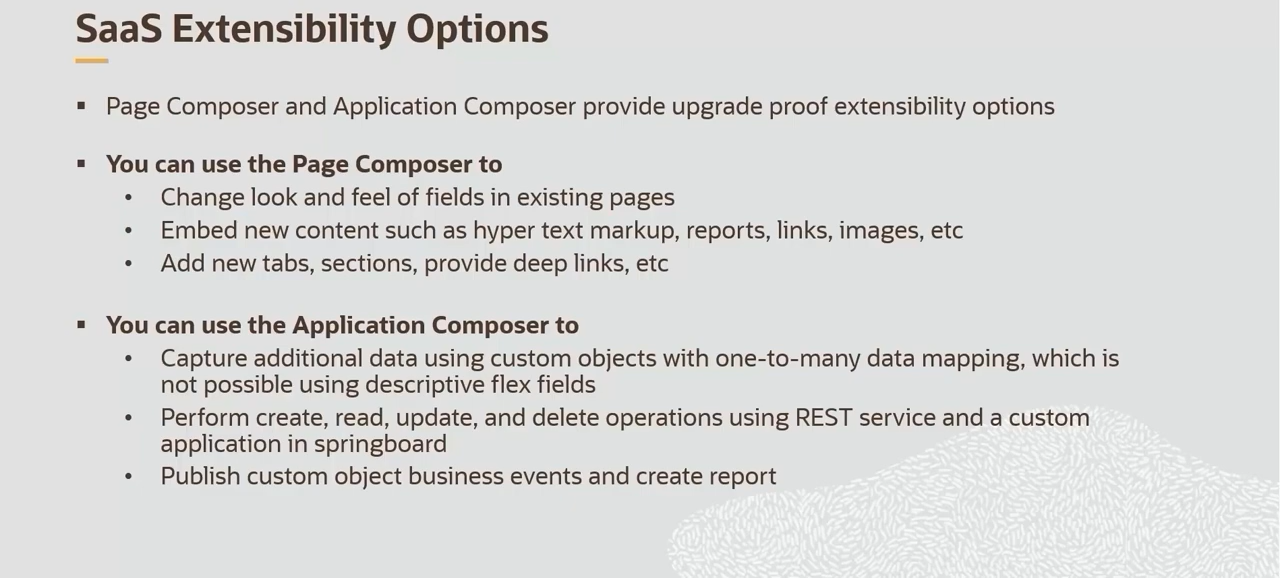 SaaS Extensibility Options
▪ Page Composer and Application Composer provide upgrade proof extensibility options
▪ You can use the Page Composer to
• Change look and feel of fields in existing pages
• Embed new content such as hyper text markup, reports, links, images, etc
• Add new tabs, sections, provide deep links, etc
▪ You can use the Application Composer to
• Capture additional data using custom objects with one-to-many data mapping, which is
not possible using descriptive flex fields
• Perform create, read, update, and delete operations using REST service and a custom
application in springboard
• Publish custom object business events and create report